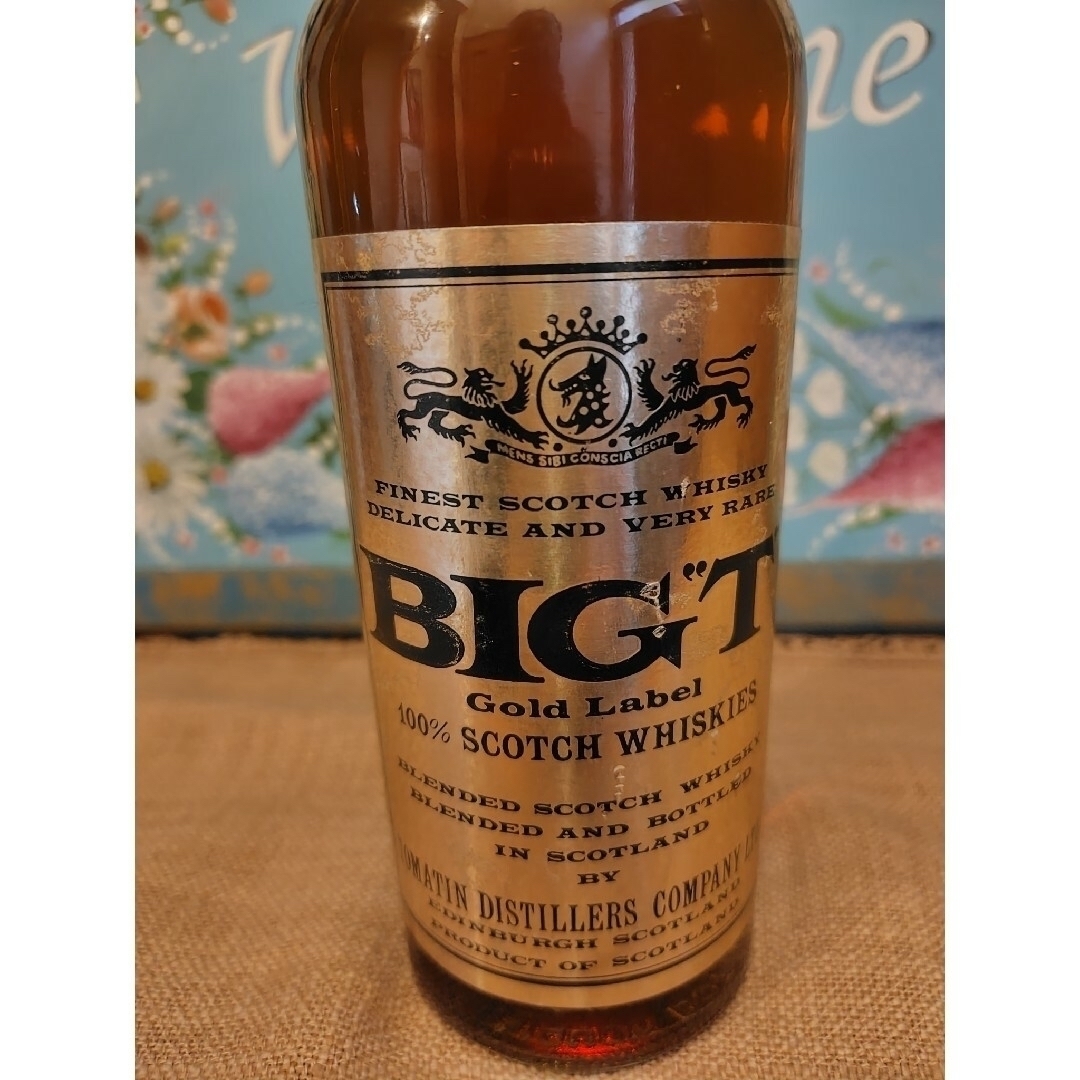 MENS SIBI CONSCIA RECTI
FINEST SCOTCH WHISKY
DELICATE AND VERY RARE
BIG "T"
Gold Label
100% SCOTCH WHISKIES
BLENDED SCOTCH WHISKY
BLENDED AND BOTTLED
IN SCOTLAND
BY
TOMATIN DISTILLERS COMPANY
EDINBURGH SCOTLAND
PRODUCT OF SCOTLAND